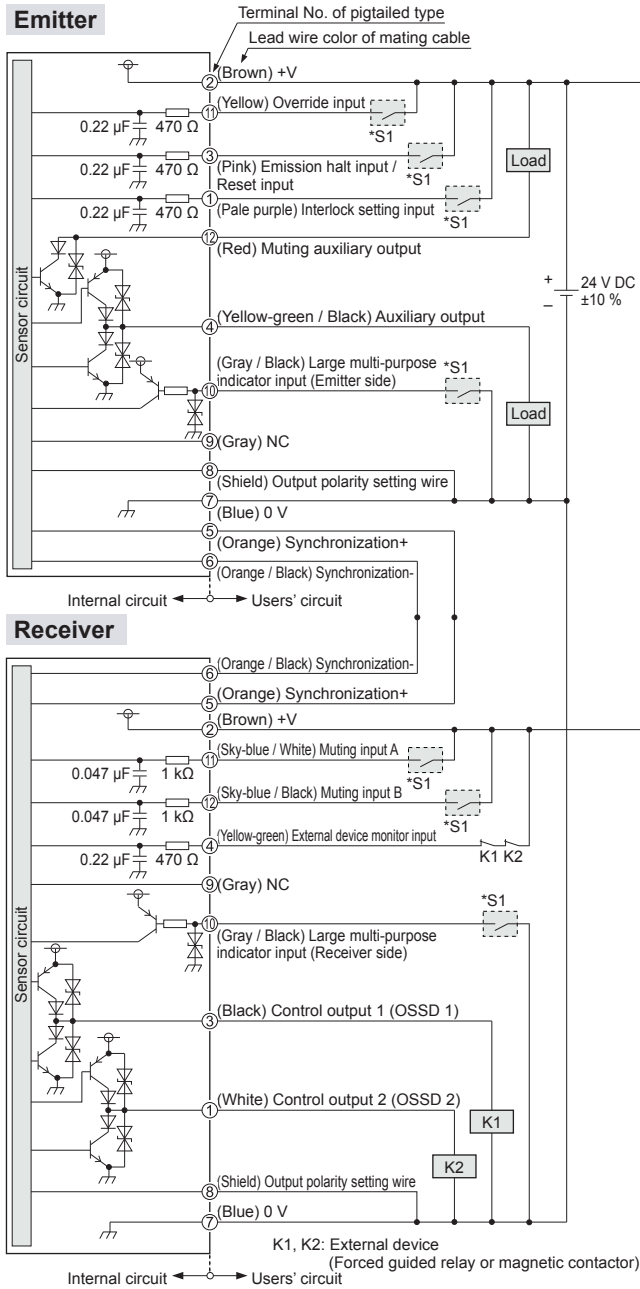 Emitter
Terminal No. of pigtailed type
Lead wire color of mating cable
② (Brown) +V
⑪ (Yellow) Override input
0.22 µF 470 Ω
*S1
③ (Pink) Emission halt input /
Reset input
0.22 µF 470 Ω
*S1
Load
① (Pale purple) Interlock setting input
0.22 µF 470 Ω
*S1
⑫ (Red) Muting auxiliary output
+
−
24 V DC
±10 %
Sensor circuit
④ (Yellow-green / Black) Auxiliary output
⑩ (Gray / Black) Large multi-purpose
indicator input (Emitter side)
*S1
Load
⑨ (Gray) NC
⑧ (Shield) Output polarity setting wire
⑦ (Blue) 0 V
⑤ (Orange) Synchronization+
⑥ (Orange / Black) Synchronization-
Internal circuit Users' circuit
Receiver
⑥ (Orange / Black) Synchronization-
⑤ (Orange) Synchronization+
② (Brown) +V
⑪ (Sky-blue / White) Muting input A
0.047 µF 1 kΩ
*S1
⑫ (Sky-blue / Black) Muting input B
0.047 µF 1 kΩ
*S1
④ (Yellow-green) External device monitor input
0.22 µF 470 Ω
K1 K2
⑨ (Gray) NC
*S1
⑩ (Gray / Black) Large multi-purpose
indicator input (Receiver side)
Sensor circuit
③ (Black) Control output 1 (OSSD 1)
① (White) Control output 2 (OSSD 2)
K1
K2
⑧ (Shield) Output polarity setting wire
⑦ (Blue) 0 V
K1, K2: External device
(Forced guided relay or magnetic contactor)
Internal circuit Users' circuit